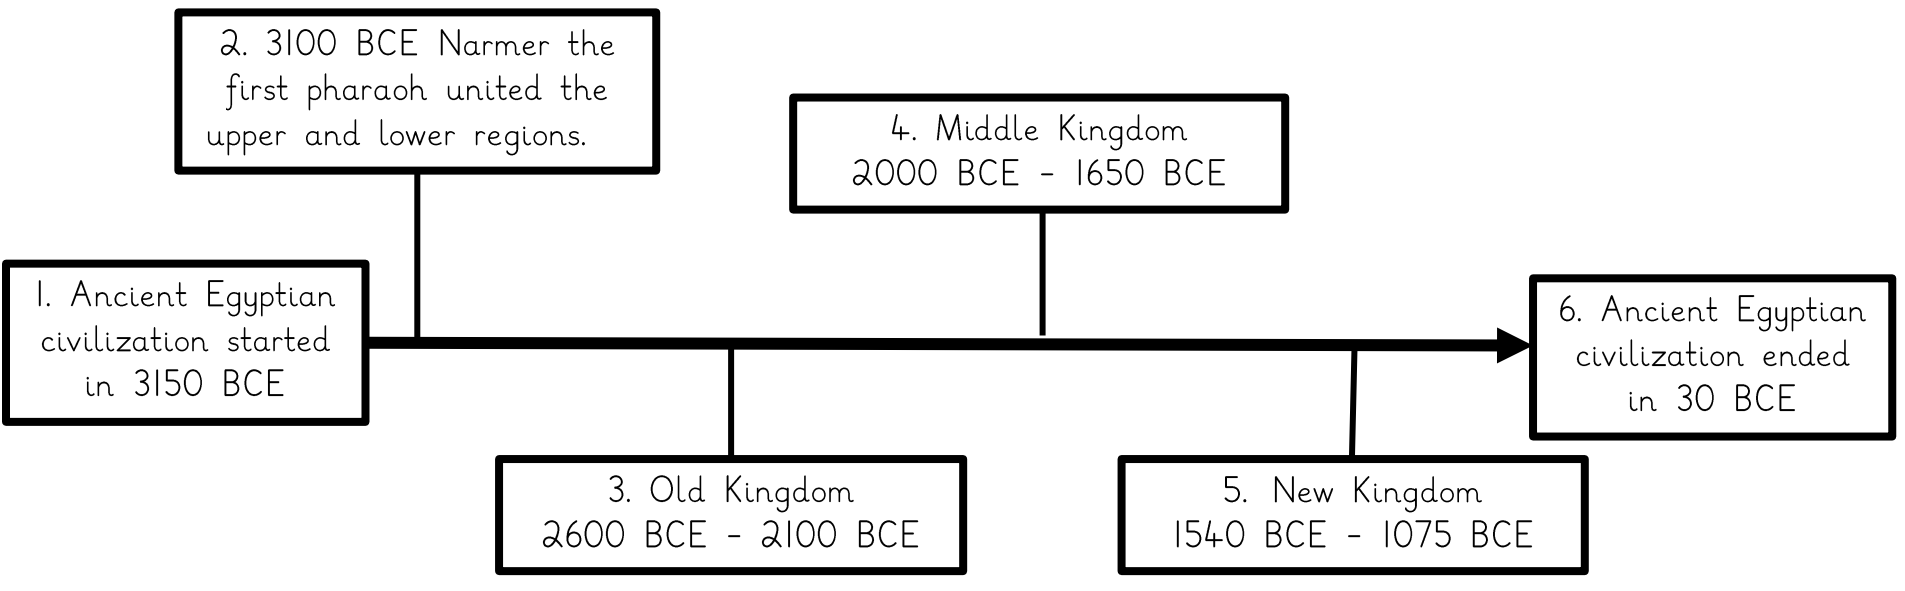 1. Ancient Egyptian
civilization started
in 3150 BCE
2. 3100 BCE Narmer the
first pharaoh united the
upper and lower regions.
3. Old Kingdom
2600 BCE - 2100 BCE
4. Middle Kingdom
2000 BCE - 1650 BCE
5. New Kingdom
1540 BCE - 1075 BCE
6. Ancient Egyptian
civilization ended
in 30 BCE